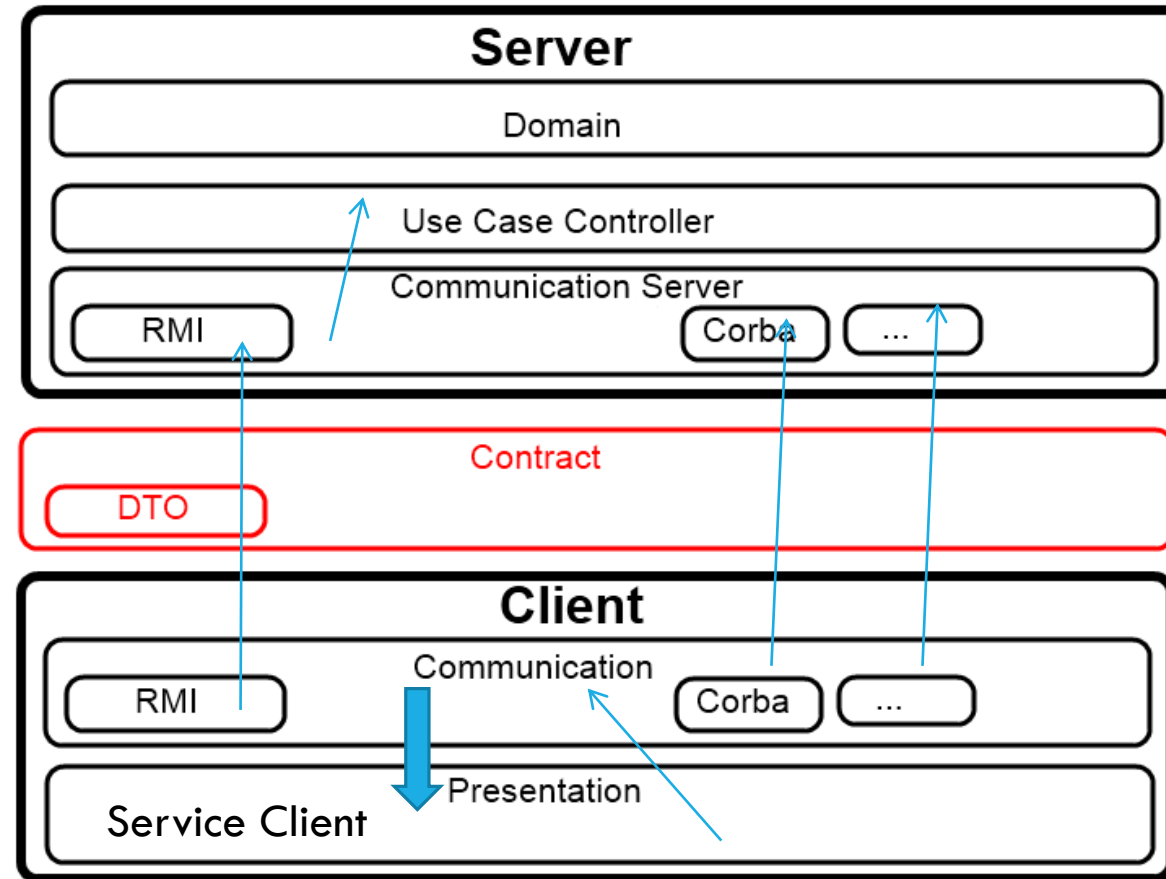 Server
Domain
Use Case Controller
Communication Server
RMI
Corba
...
Contract
DTO
Client
Communication
RMI
Corba
...
Presentation
Service Client